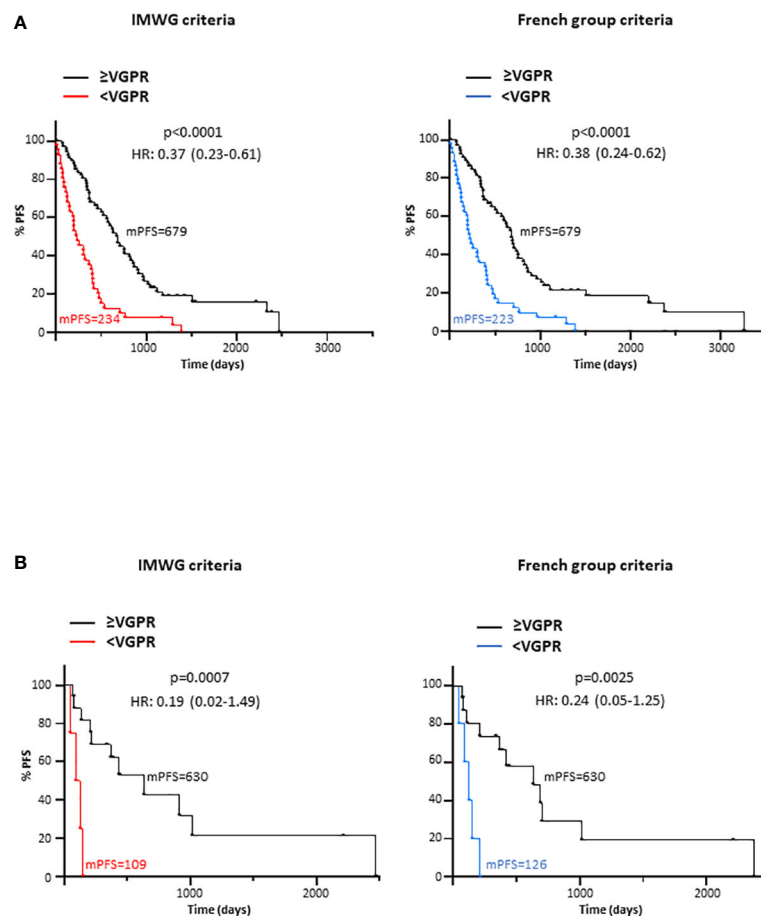 A
IMWG criteria
≥VGPR
<VGPR
p<0.0001
HR: 0.37 (0.23-0.61)
mPFS=679
mPFS=234
% PFS
100
80
60
40
20
0
1000
2000
3000
Time (days)
French group criteria
≥VGPR
<VGPR
p<0.0001
HR: 0.38 (0.24-0.62)
mPFS=679
mPFS=223
% PFS
100
80
60
40
20
0
1000
2000
3000
Time (days)
B
IMWG criteria
≥VGPR
<VGPR
p=0.0007
HR: 0.19 (0.02-1.49)
mPFS=630
mPFS=109
% PFS
100
80
60
40
20
0
1000
2000
Time (days)
French group criteria
≥VGPR
<VGPR
p=0.0025
HR: 0.24 (0.05-1.25)
mPFS=630
mPFS=126
% PFS
100
80
60
40
20
0
1000
2000
Time (days)